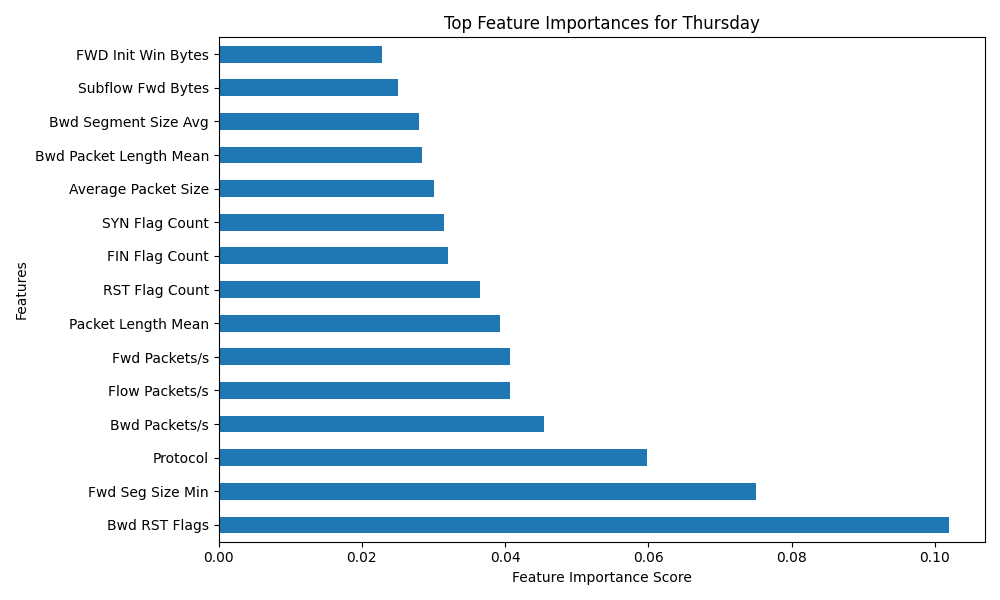 Top Feature Importances for Thursday
FWD Init Win Bytes
Subflow Fwd Bytes
Bwd Segment Size Avg
Bwd Packet Length Mean
Average Packet Size
SYN Flag Count
FIN Flag Count
RST Flag Count
Packet Length Mean
Fwd Packets/s
Flow Packets/s
Bwd Packets/s
Protocol
Fwd Seg Size Min
Bwd RST Flags
Features
0.00 0.02 0.04 0.06 0.08 0.10
Feature Importance Score